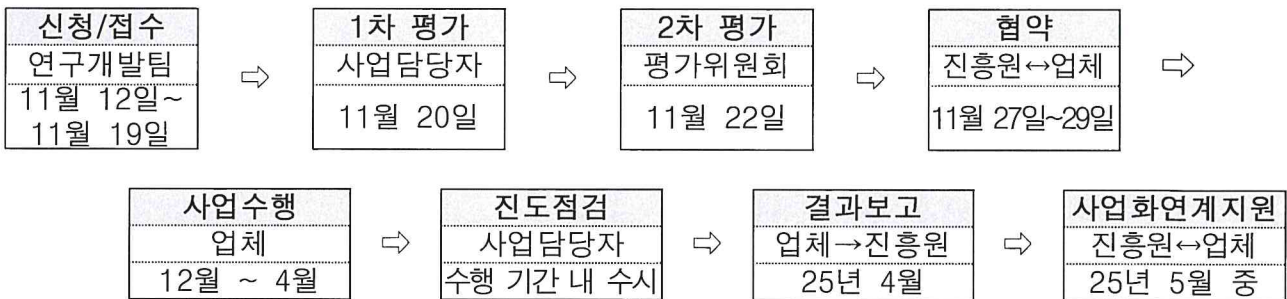 신청/접수
연구개발팀
11월 12일~
11월 19일
⇨
1차 평가
사업담당자
11월 20일
⇨
2차 평가
평가위원회
11월 22일
⇨
협약
진흥원↔업체
11월 27일~29일
⇨
사업수행
업체
12월 ~ 4월
⇨
진도점검
사업담당자
수행 기간 내 수시
⇨
결과보고
업체→진흥원
25년 4월
⇨
사업화연계지원
진흥원↔업체
25년 5월 중